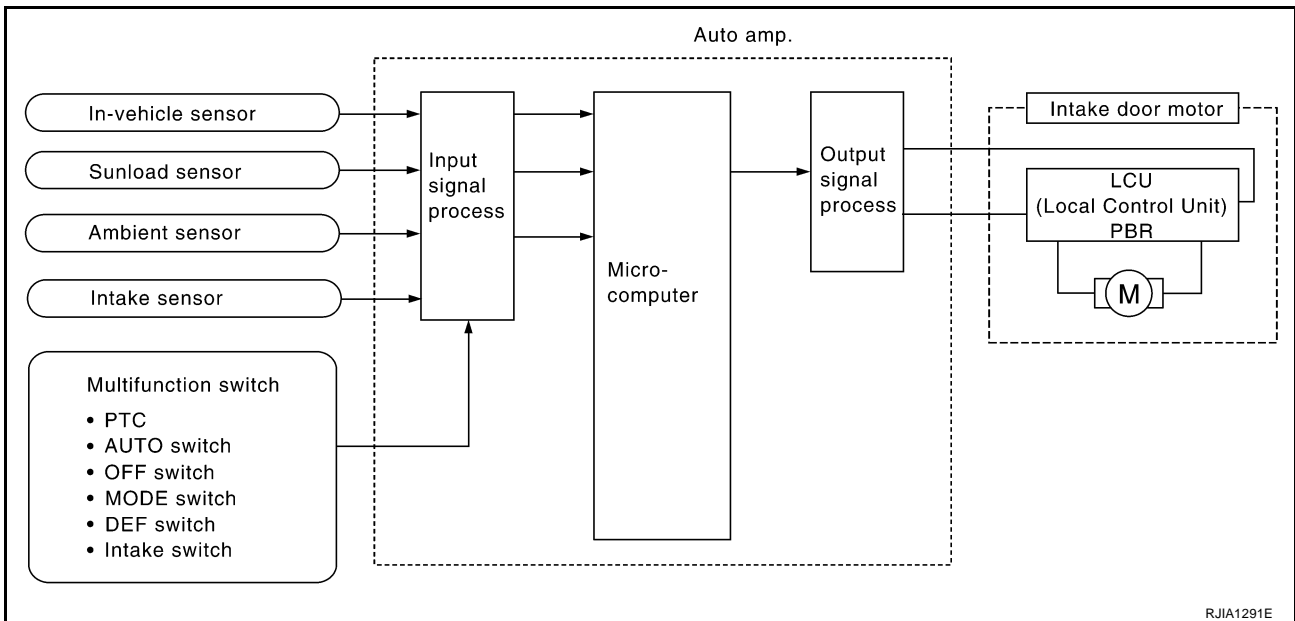 Auto amp.
In-vehicle sensor
Sunload sensor
Ambient sensor
Intake sensor
Multifunction switch
• PTC
• AUTO switch
• OFF switch
• MODE switch
• DEF switch
• Intake switch
Input
signal
process
Micro-
computer
Output
signal
process
Intake door motor
LCU
(Local Control Unit)
PBR
M
RJIA1291E